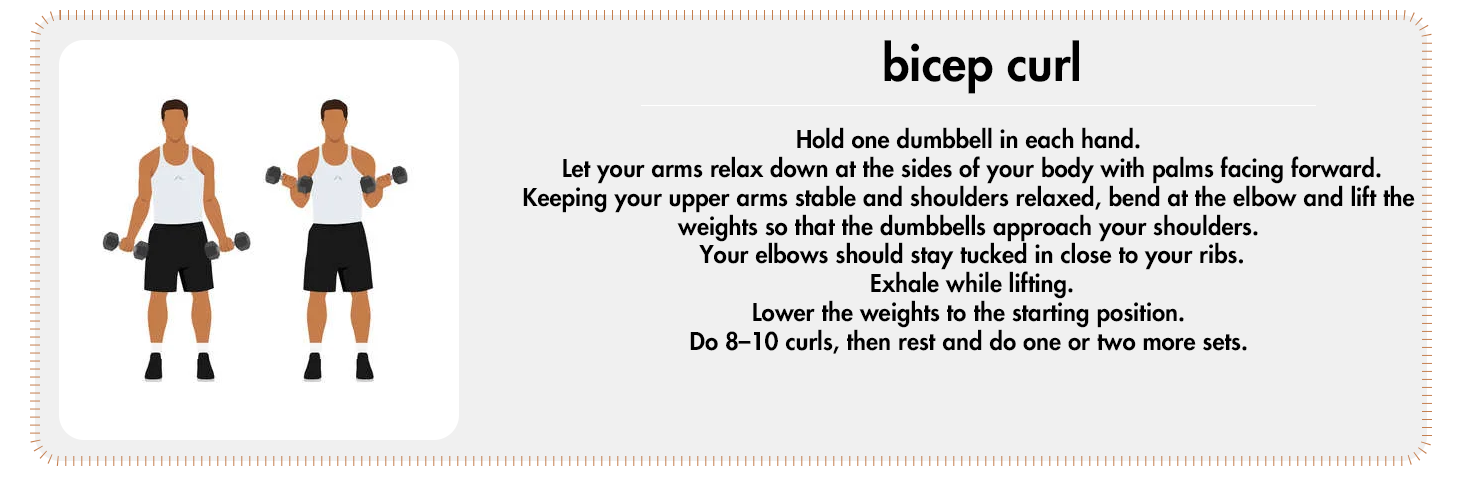 bicep curl
Hold one dumbbell in each hand.
Let your arms relax down at the sides of your body with palms facing forward.
Keeping your upper arms stable and shoulders relaxed, bend at the elbow and lift the
weights so that the dumbbells approach your shoulders.
Your elbows should stay tucked in close to your ribs.
Exhale while lifting.
Lower the weights to the starting position.
Do 8–10 curls, then rest and do one or two more sets.